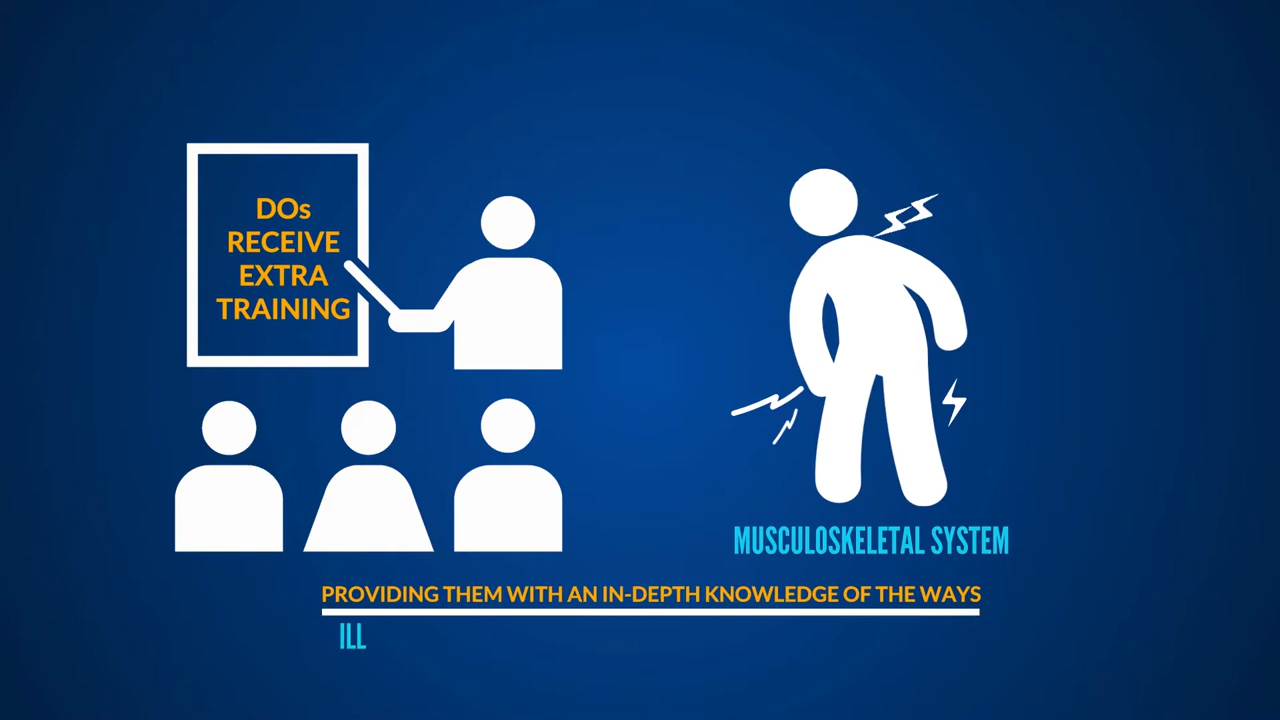 DOs
RECEIVE
EXTRA
TRAINING
MUSCULOSKELETAL SYSTEM
PROVIDING THEM WITH AN IN-DEPTH KNOWLEDGE OF THE WAYS
ILL